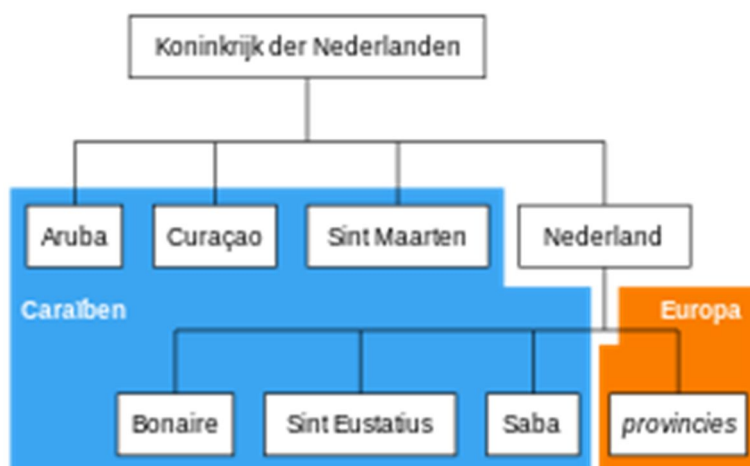 Koninkrijk der Nederlanden
Aruba
Curaçao
Sint Maarten
Nederland
Caraïben
Europa
Bonaire
Sint Eustatius
Saba
provincies